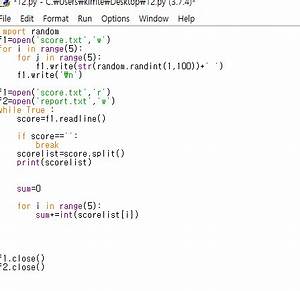 *12.py - C:₩Users₩kimte₩Desktop₩12.py (3.7.4)*
File Edit Format Run Options Window Help
import random
f1=open('score.txt','w')
for i in range(5):
    for j in range(5):
        f1.write(str(random.randint(1,100))+' ')
    f1.write('₩n')
f1=open('score.txt','r')
f2=open('report.txt','w')
while True :
    score=f1.readline()
    if score=='':
        break
    scorelist=score.split()
    print(scorelist)
    sum=0
    for i in range(5):
        sum+=int(scorelist[i])
f1.close()
f2.close()